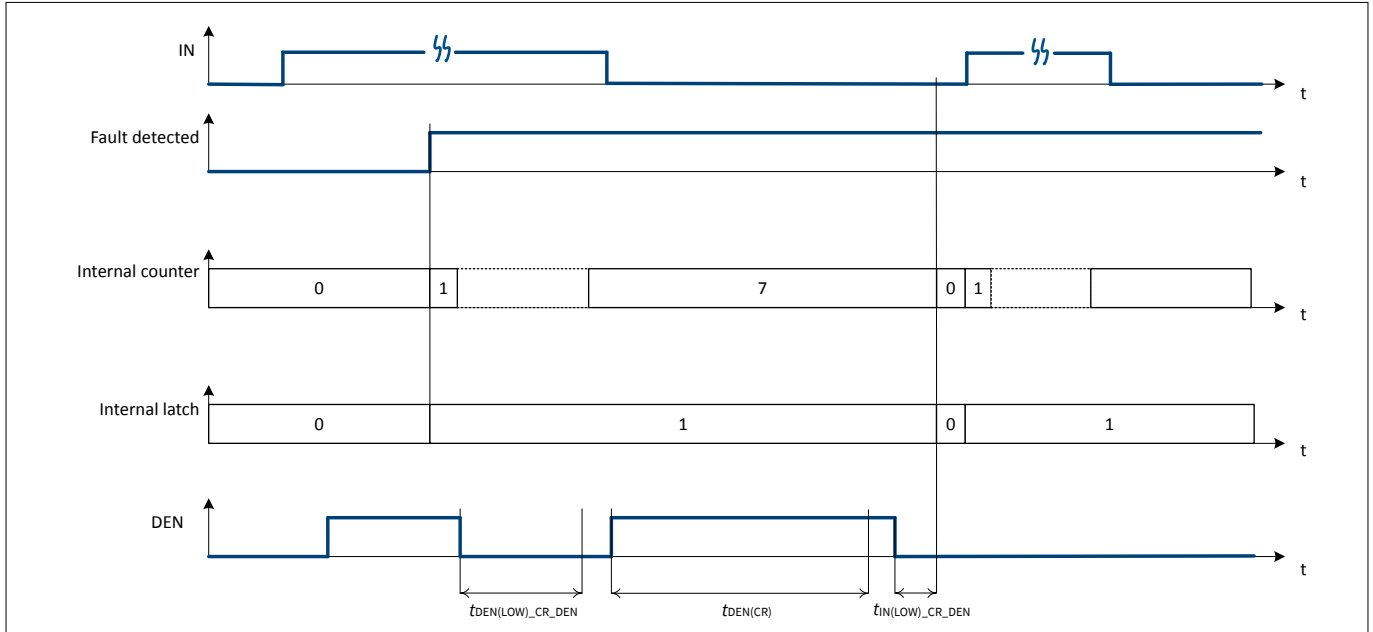 IN
t
Fault detected
t
Internal counter
0
1
7
0
1
t
Internal latch
0
1
0
1
t
DEN
t
tDEN(LOW)_CR_DEN
tDEN(CR)
tIN(LOW)_CR_DEN